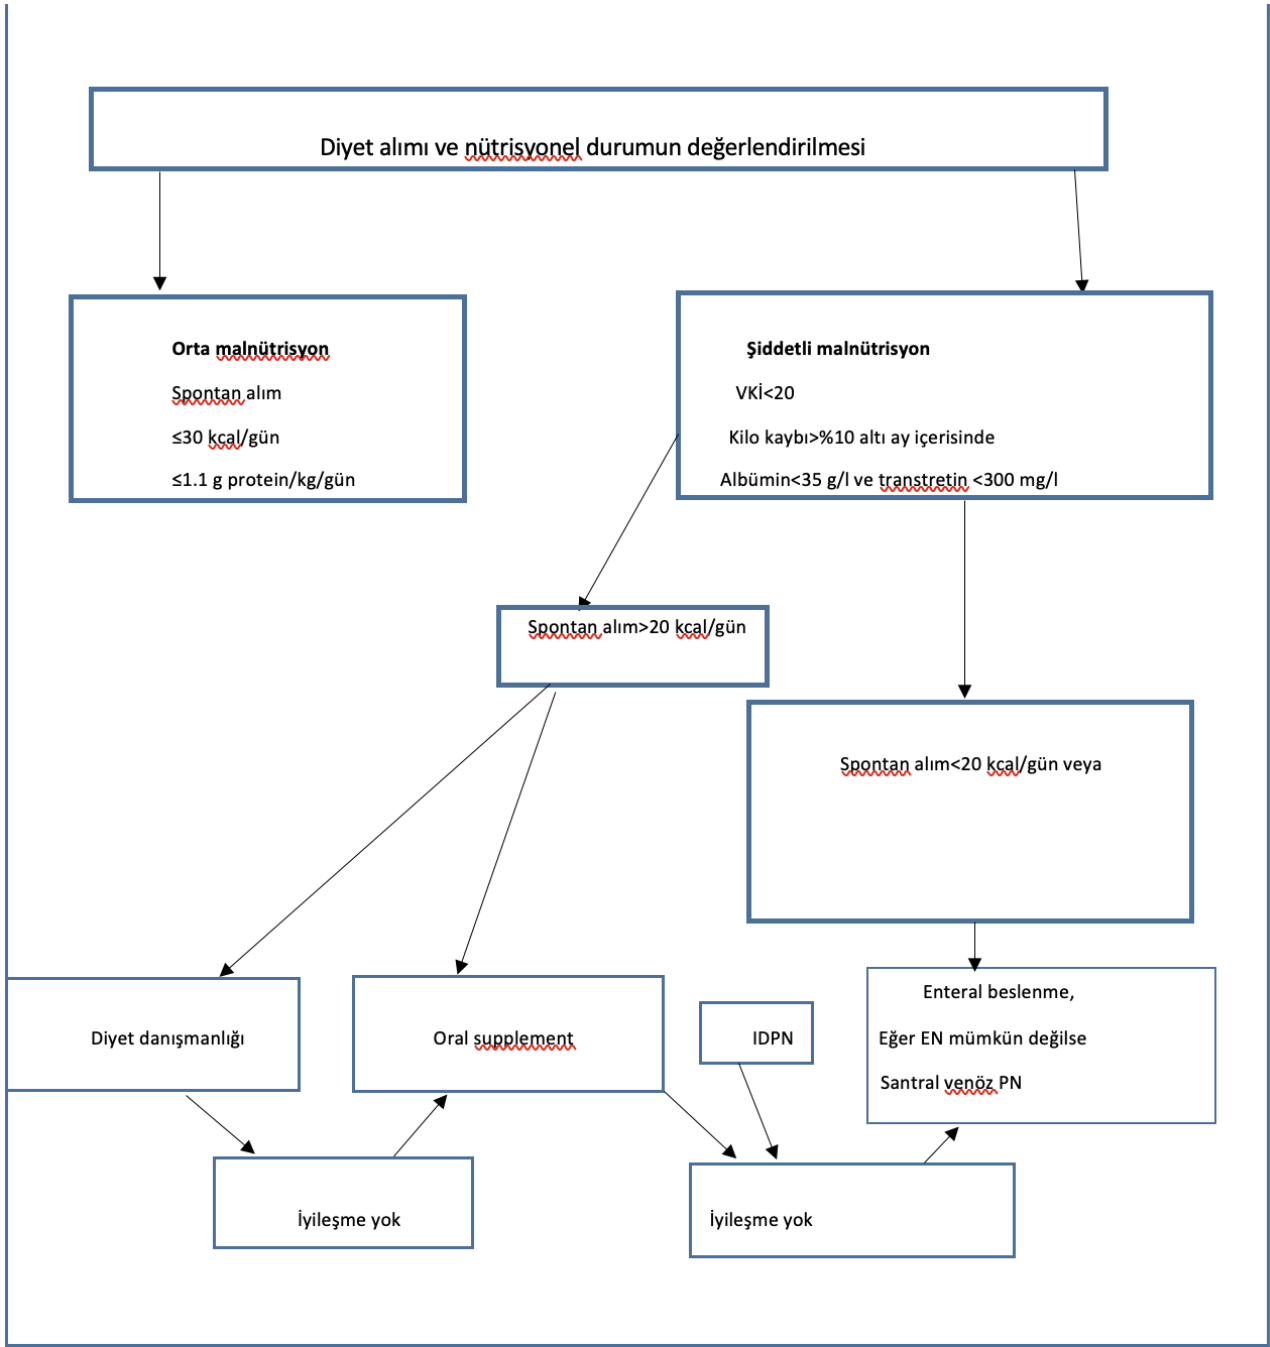 Diyet alımı ve nütrisyonel durumun değerlendirilmesi
Orta malnütrisyon
Spontan alım
≤30 kcal/gün
≤1.1 g protein/kg/gün
Şiddetli malnütrisyon
VKİ<20
Kilo kaybı>%10 altı ay içerisinde
Albümin<35 g/l ve transtretin <300 mg/l
Spontan alım>20 kcal/gün
Spontan alım<20 kcal/gün veya
Diyet danışmanlığı
Oral supplement
IDPN
Enteral beslenme,
Eğer EN mümkün değilse
Santral venöz PN
İyileşme yok
İyileşme yok